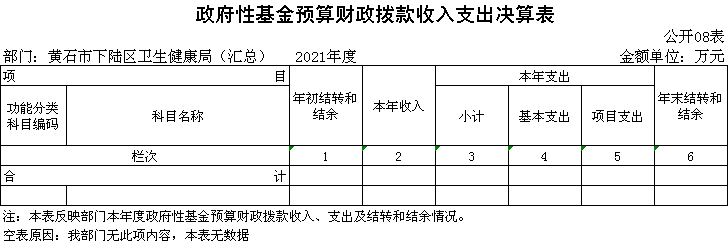 政府性基金预算财政拨款收入支出决算表
公开08表
部门：黄石市下陆区卫生健康局（汇总） 2021年度 金额单位：万元
项 目 年初结转和结余 本年收入 本年支出 年末结转和结余
功能分类科目编码 科目名称 小计 基本支出 项目支出
栏次 1 2 3 4 5 6
合 计
注：本表反映部门本年度政府性基金预算财政拨款收入、支出及结转和结余情况。
空表原因：我部门无此项内容，本表无数据